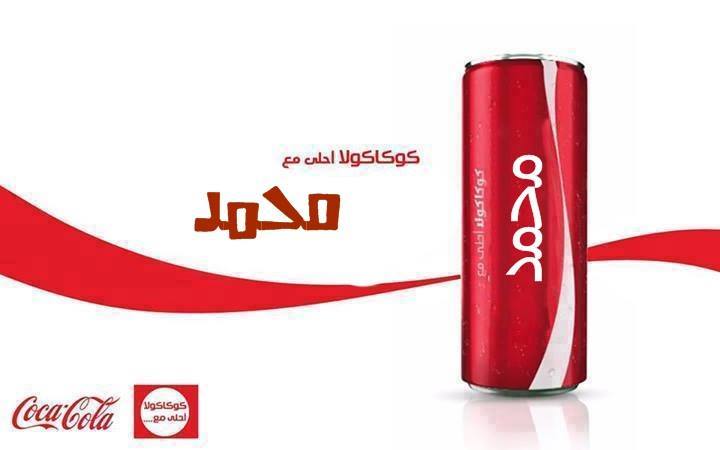 كوكاكولا احلى مع
محمد
كوكاكولا احلى مع
محمد
Coca-Cola
كوكاكولا
احلى مع....